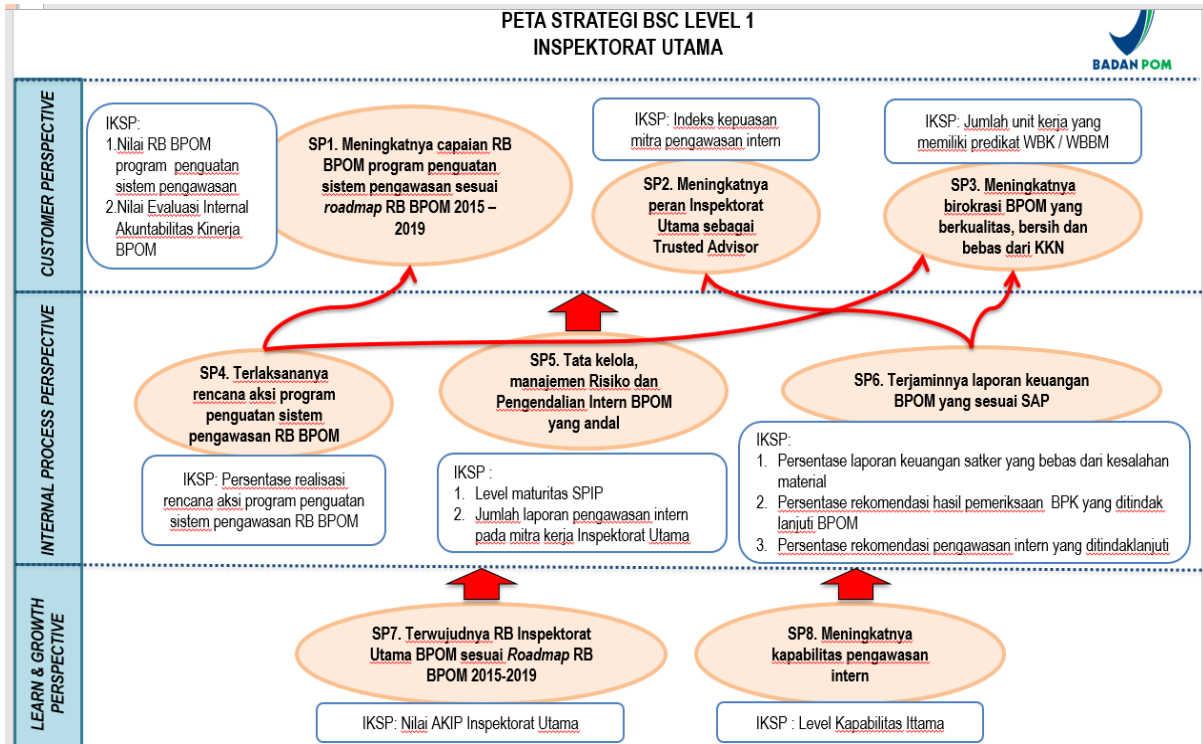 PETA STRATEGI BSC LEVEL 1
INSPEKTORAT UTAMA
BADAN POM
CUSTOMER PERSPECTIVE
IKSP:
1.Nilai RB BPOM
program penguatan
sistem pengawasan
2.Nilai Evaluasi Internal
Akuntabilitas Kinerja
BPOM
SP1. Meningkatnya capaian RB
BPOM program penguatan
sistem pengawasan sesuai
roadmap RB BPOM 2015 –
2019
IKSP: Indeks kepuasan
mitra pengawasan intern
SP2. Meningkatnya
peran Inspektorat
Utama sebagai
Trusted Advisor
IKSP: Jumlah unit kerja yang
memiliki predikat WBK / WBBM
SP3. Meningkatnya
birokrasi BPOM yang
berkualitas, bersih dan
bebas dari KKN
INTERNAL PROCESS PERSPECTIVE
SP4. Terlaksananya
rencana aksi program
penguatan sistem
pengawasan RB BPOM
IKSP: Persentase realisasi
rencana aksi program penguatan
sistem pengawasan RB BPOM
SP5. Tata kelola,
manajemen Risiko dan
Pengendalian Intern BPOM
yang andal
IKSP :
1. Level maturitas SPIP
2. Jumlah laporan pengawasan intern
pada mitra kerja Inspektorat Utama
SP6. Terjaminnya laporan keuangan
BPOM yang sesuai SAP
IKSP:
1. Persentase laporan keuangan satker yang bebas dari kesalahan
material
2. Persentase rekomendasi hasil pemeriksaan BPK yang ditindak
lanjuti BPOM
3. Persentase rekomendasi pengawasan intern yang ditindaklanjuti
LEARN & GROWTH
PERSPECTIVE
SP7. Terwujudnya RB Inspektorat
Utama BPOM sesuai Roadmap RB
BPOM 2015-2019
IKSP: Nilai AKIP Inspektorat Utama
SP8. Meningkatnya
kapabilitas pengawasan
intern
IKSP : Level Kapabilitas Ittama